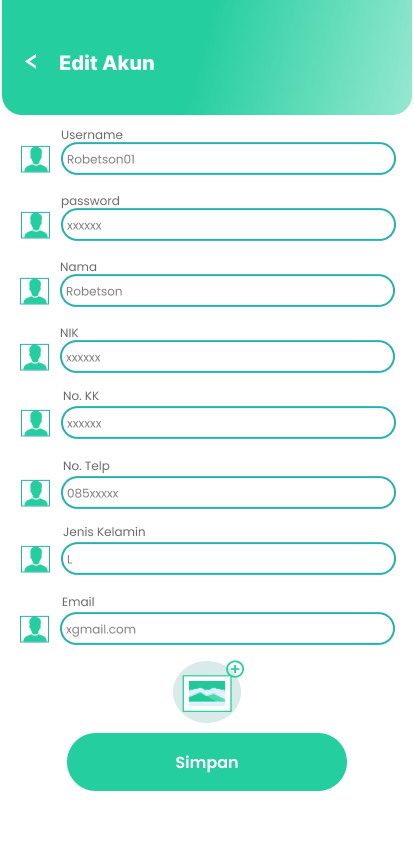 < Edit Akun
Username
Robetson01
password
xxxxxx
Nama
Robetson
NIK
xxxxxx
No. KK
xxxxxx
No. Telp
085xxxxx
Jenis Kelamin
L
Email
xgmail.com
Simpan